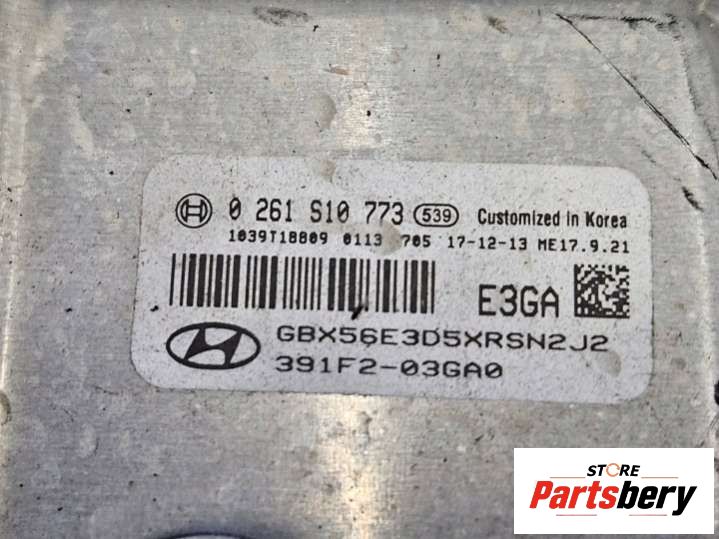 0 261 S10 773 539 Customized in Korea
1039T18809 0113 705 17-12-13 ME17.9.21
E3GA
GBX56E3D5XRSN2J2
391F2-03GA0
STORE
Partsbery